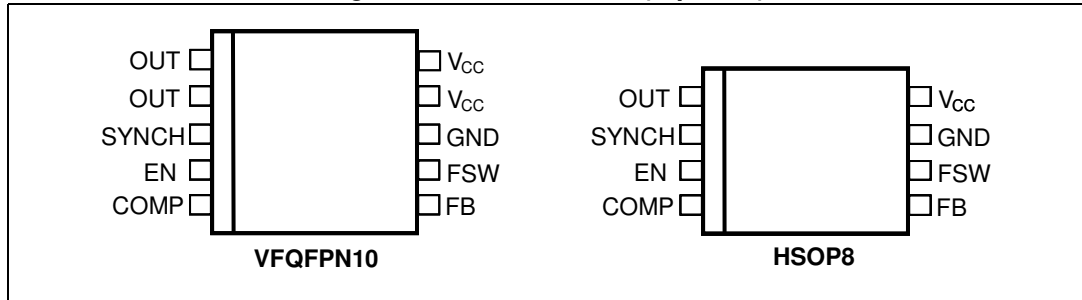 OUT
OUT
SYNCH
EN
COMP
VCC
VCC
GND
FSW
FB
VFQFPN10
OUT
SYNCH
EN
COMP
VCC
GND
FSW
FB
HSOP8